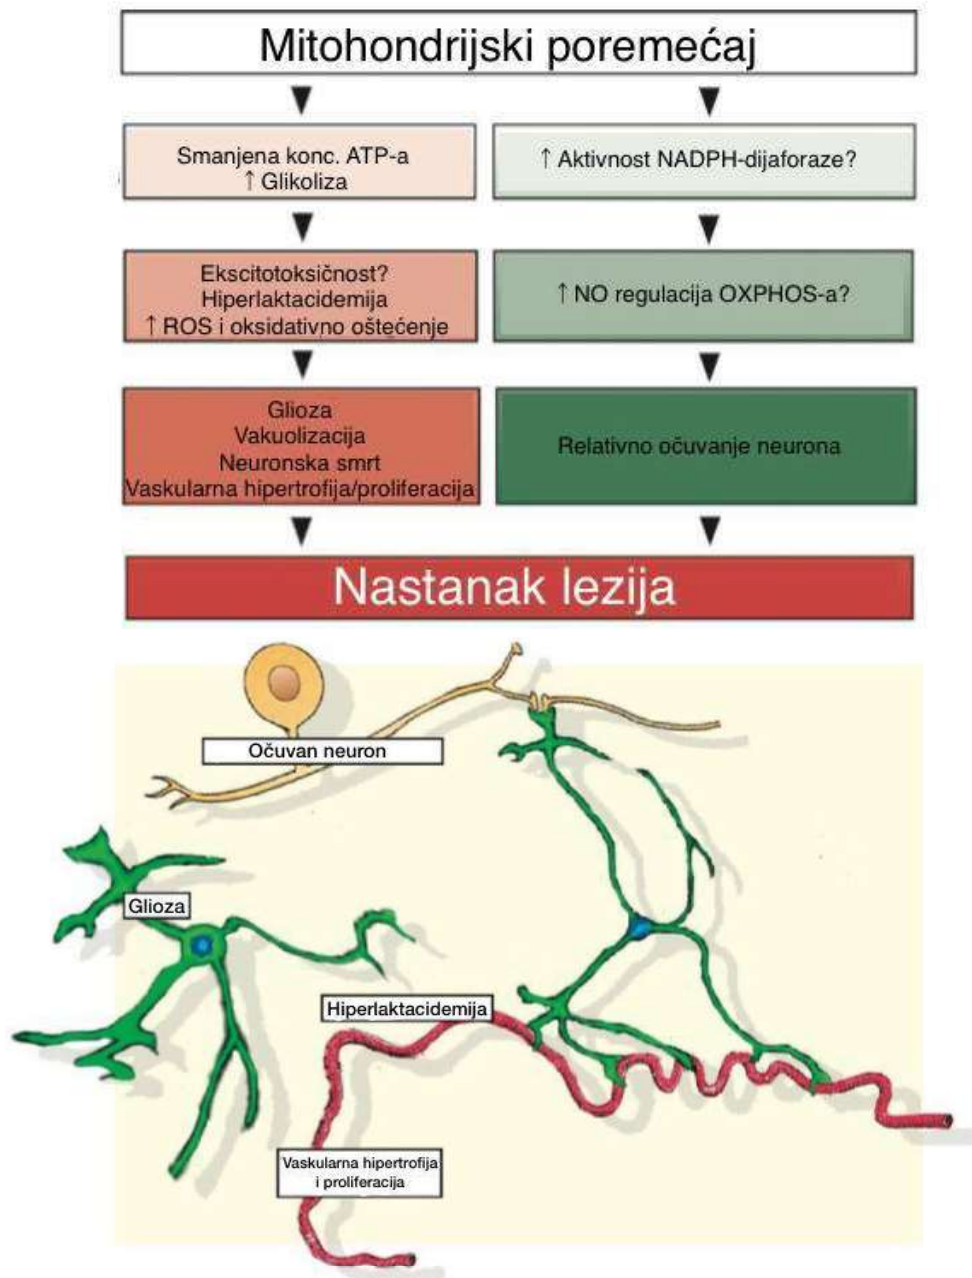 Mitohondrijski poremećaj
Smanjena konc. ATP-a
↑ Glikoliza
↑ Aktivnost NADPH-dijaforaze?
Ekscitotoksičnost?
Hiperlaktacidemija
↑ ROS i oksidativno oštećenje
↑ NO regulacija OXPHOS-a?
Glioza
Vakuolizacija
Neuronska smrt
Vaskularna hipertrofija/proliferacija
Relativno očuvanje neurona
Nastanak lezija
Očuvan neuron
Glioza
Hiperlaktacidemija
Vaskularna hipertrofija
i proliferacija